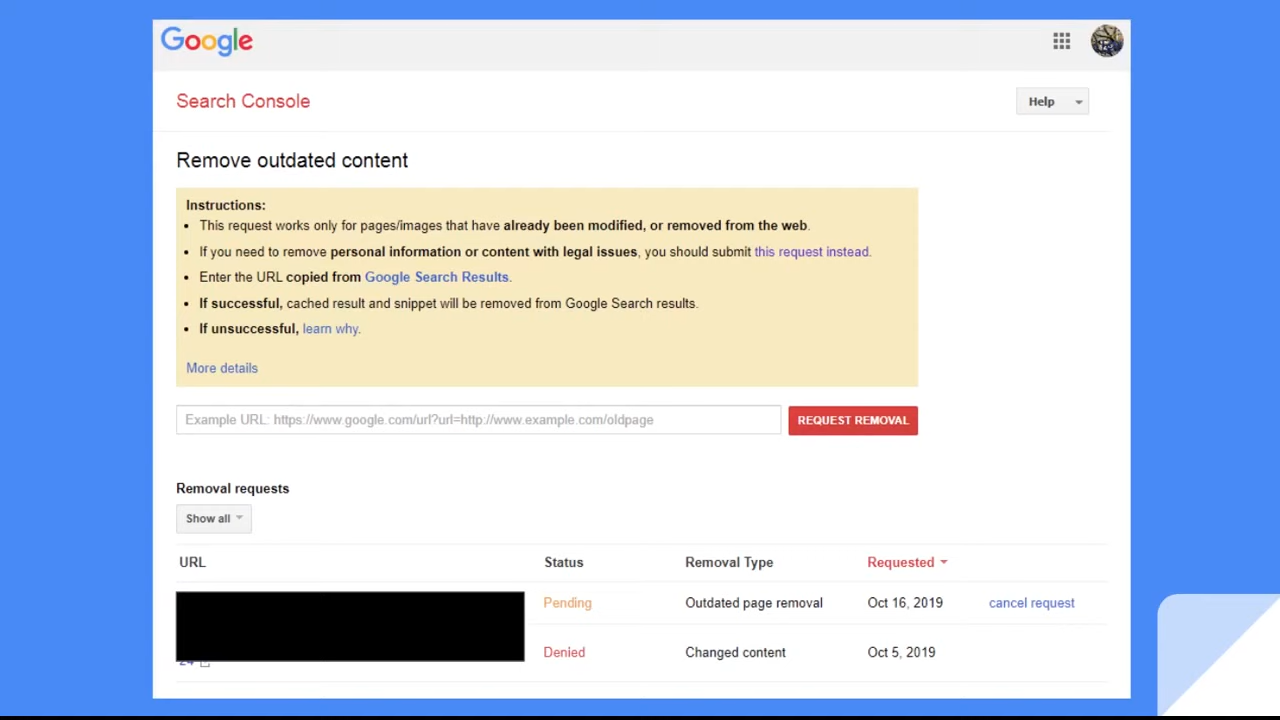 Google
Search Console
Help
Remove outdated content
Instructions:
This request works only for pages/images that have already been modified, or removed from the web.
If you need to remove personal information or content with legal issues, you should submit this request instead.
Enter the URL copied from Google Search Results.
If successful, cached result and snippet will be removed from Google Search results.
If unsuccessful, learn why.
More details
Example URL: https://www.google.com/url?url=http://www.example.com/oldpage
REQUEST REMOVAL
Removal requests
Show all
URL Status Removal Type Requested
Pending Outdated page removal Oct 16, 2019 cancel request
Denied Changed content Oct 5, 2019